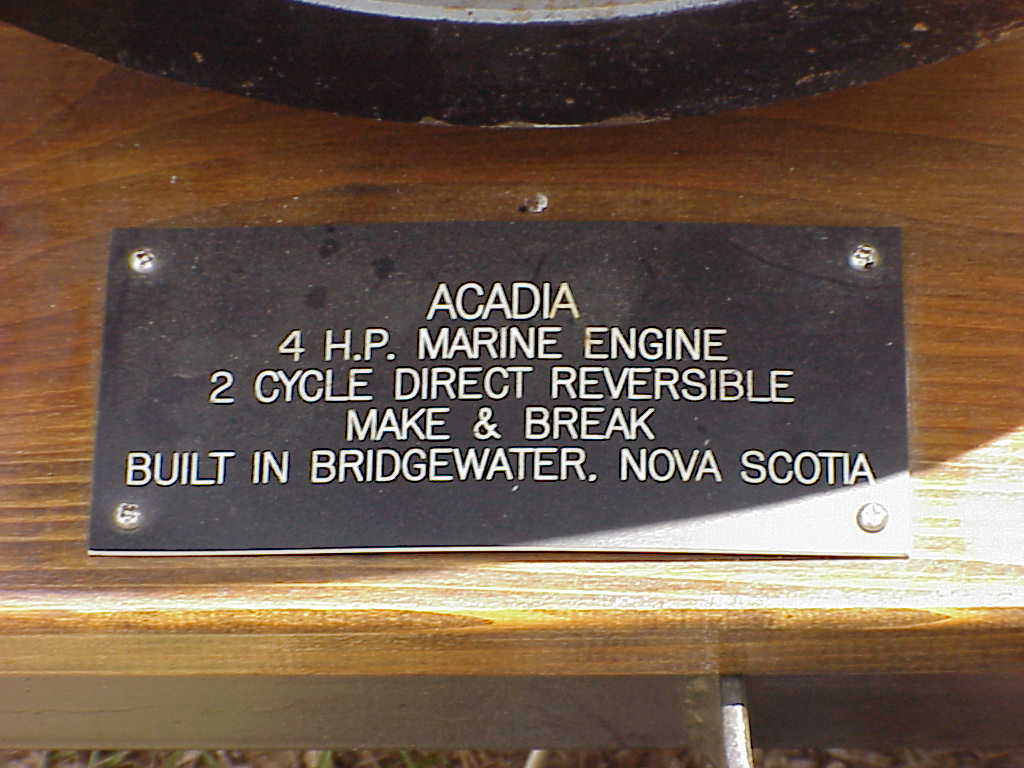 ACADIA
4 H.P. MARINE ENGINE
2 CYCLE DIRECT REVERSIBLE
MAKE & BREAK
BUILT IN BRIDGEWATER. NOVA SCOTIA